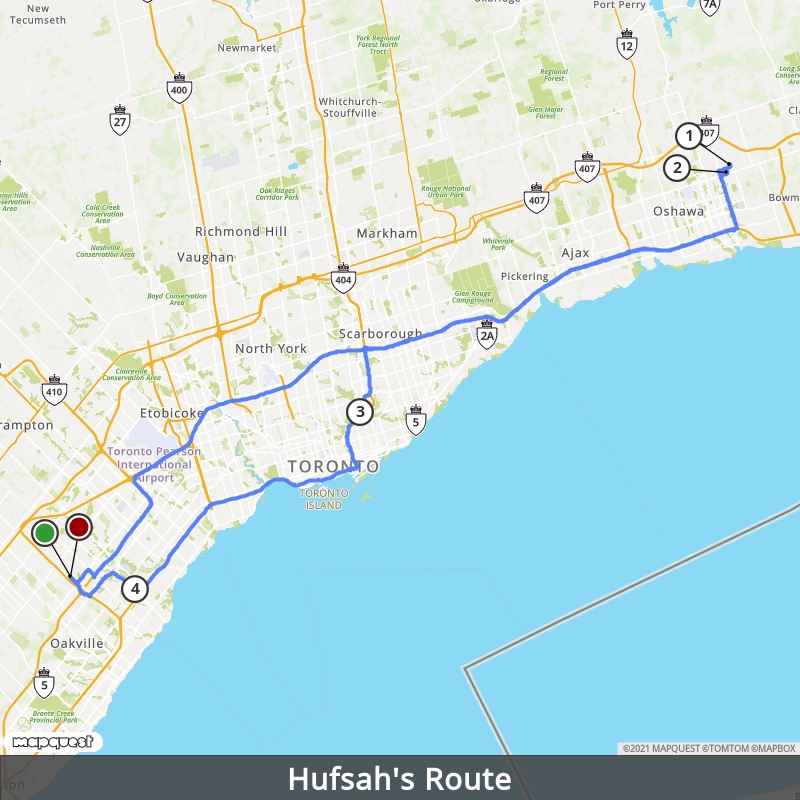 New
Tecumseth
Newmarket
York Regional
Forest North
Tract
Port Perry
7A
12
400
27
Whitchurch-
Stouffville
Regional
Forest
Glen Major
Forest
1
407
2
407
407
Oak Ridges
Corridor Park
Rouge National
Urban Park
Cold Creek
Conservation
Area
Nashville
Conservation
Area
Richmond Hill
Markham
Oshawa
Vaughan
Whitevale
Park
Ajax
Pickering
404
Boyd Conservation
Area
Glen Rouge
Campground
Scarborough
2A
North York
Claireville
Conservation Area
410
Etobicoke
3
5
Toronto Pearson
International
Airport
TORONTO
TORONTO
ISLAND
4
Oakville
5
Bronte Creek
Provincial Park
mapquest
©2021 MAPQUEST ©TOMTOM ©MAPBOX
Hufsah's Route